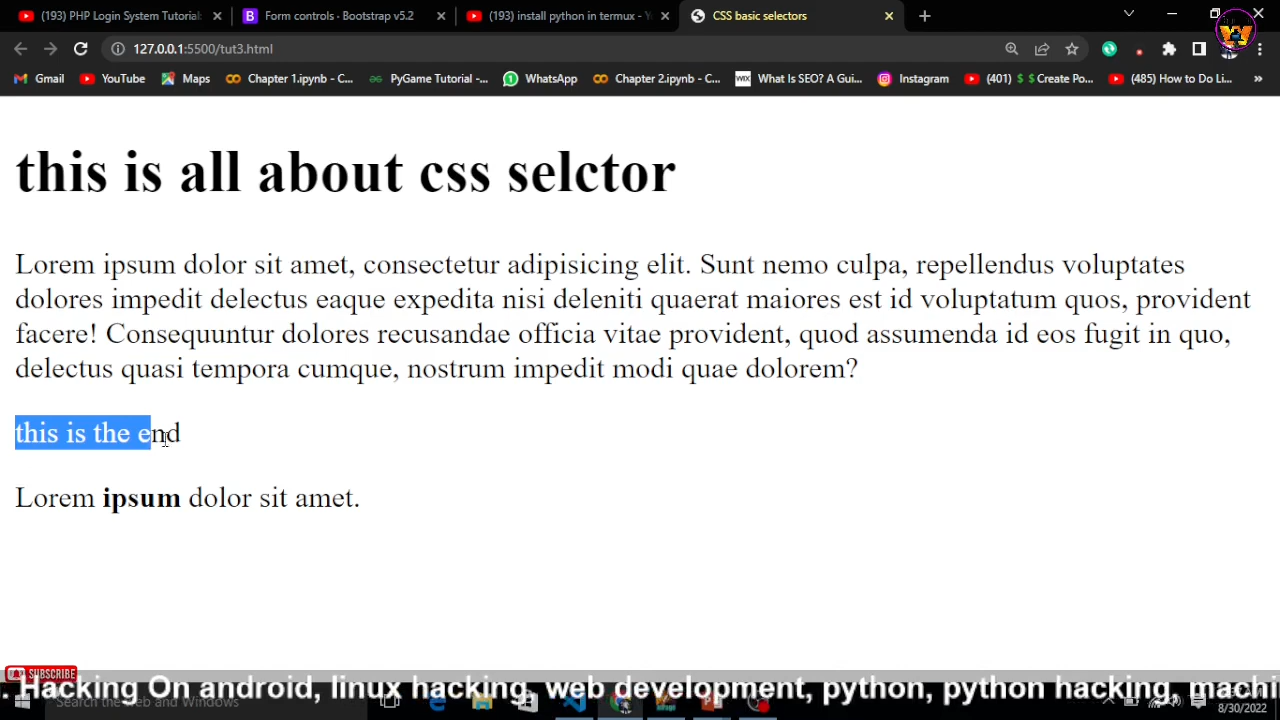 (193) PHP Login System Tutorial
Form controls · Bootstrap v5.2
(193) install python in termux - Y
CSS basic selectors
127.0.0.1:5500/tut3.html
Gmail
YouTube
Maps
Chapter 1.ipynb - C...
PyGame Tutorial -...
WhatsApp
Chapter 2.ipynb - C...
WIX
What Is SEO? A Gui...
Instagram
(401) $ $ Create Po...
(485) How to Do Li...
»
this is all about css selctor
Lorem ipsum dolor sit amet, consectetur adipisicing elit. Sunt nemo culpa, repellendus voluptates
dolores impedit delectus eaque expedita nisi deleniti quaerat maiores est id voluptatum quos, provident
facere! Consequuntur dolores recusandae officia vitae provident, quod assumenda id eos fugit in quo,
delectus quasi tempora cumque, nostrum impedit modi quae dolorem?
this is the end
Lorem ipsum dolor sit amet.
SUBSCRIBE
. Hacking On android, linux hacking, web development, python, python hacking, machi
Search the web and Windows
8/30/2022